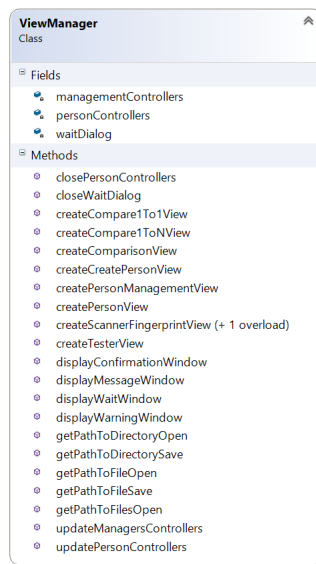 ViewManager
Class
Fields
managementControllers
personControllers
waitDialog
Methods
closePersonControllers
closeWaitDialog
createCompare1To1View
createCompare1ToNView
createComparisonView
createCreatePersonView
createPersonManagementView
createPersonView
createScannerFingerprintView (+ 1 overload)
createTesterView
displayConfirmationWindow
displayMessageWindow
displayWaitWindow
displayWarningWindow
getPathToDirectoryOpen
getPathToDirectorySave
getPathToFileOpen
getPathToFileSave
getPathToFilesOpen
updateManagersControllers
updatePersonControllers